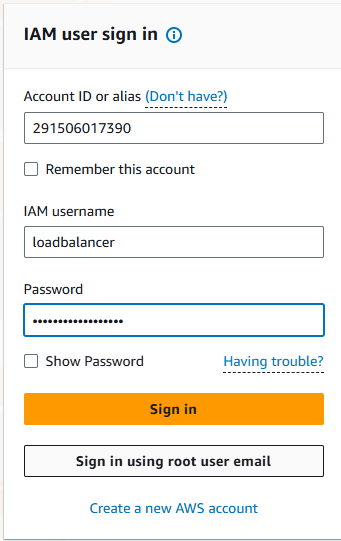 IAM user sign in
Account ID or alias (Don't have?)
291506017390
Remember this account
IAM username
loadbalancer
Password
••••••••••••••••••
Show Password Having trouble?
Sign in
Sign in using root user email
Create a new AWS account